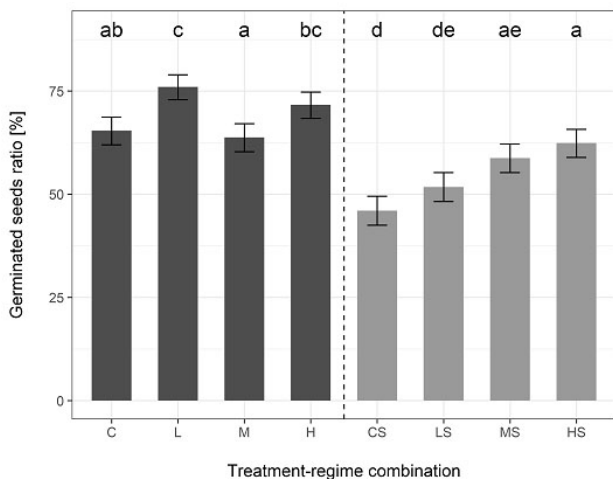 ab c a bc d de ae a
Germinated seeds ratio [%]
75
50
25
0
C L M H CS LS MS HS
Treatment-regime combination